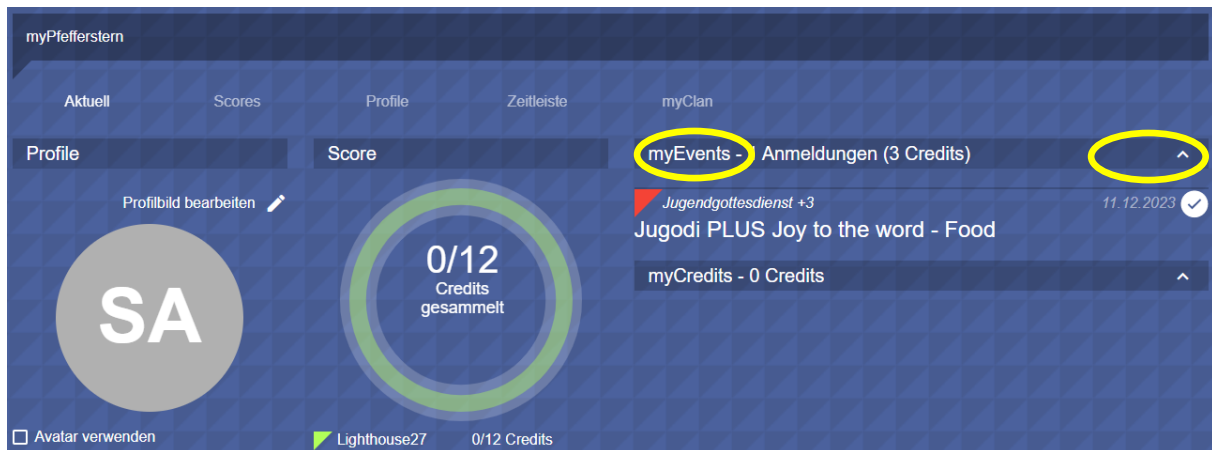 myPfefferstern
Aktuell Scores Profile Zeitleiste myClan
Profile
Profilbild bearbeiten
SA
Avatar verwenden
Score
0/12
Credits
gesammelt
Lighthouse27 0/12 Credits
myEvents - 1 Anmeldungen (3 Credits)
Jugendgottesdienst +3 11.12.2023
Jugodi PLUS Joy to the word - Food
myCredits - 0 Credits